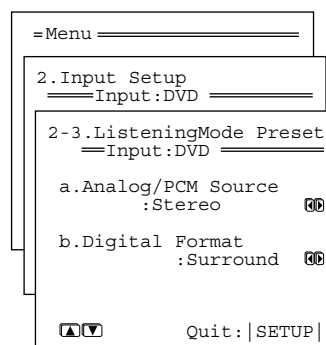 Menu
2.Input Setup
Input:DVD
2-3.ListeningMode Preset
Input:DVD
a.Analog/PCM Source
:Stereo
b.Digital Format
:Surround
Quit:|SETUP|